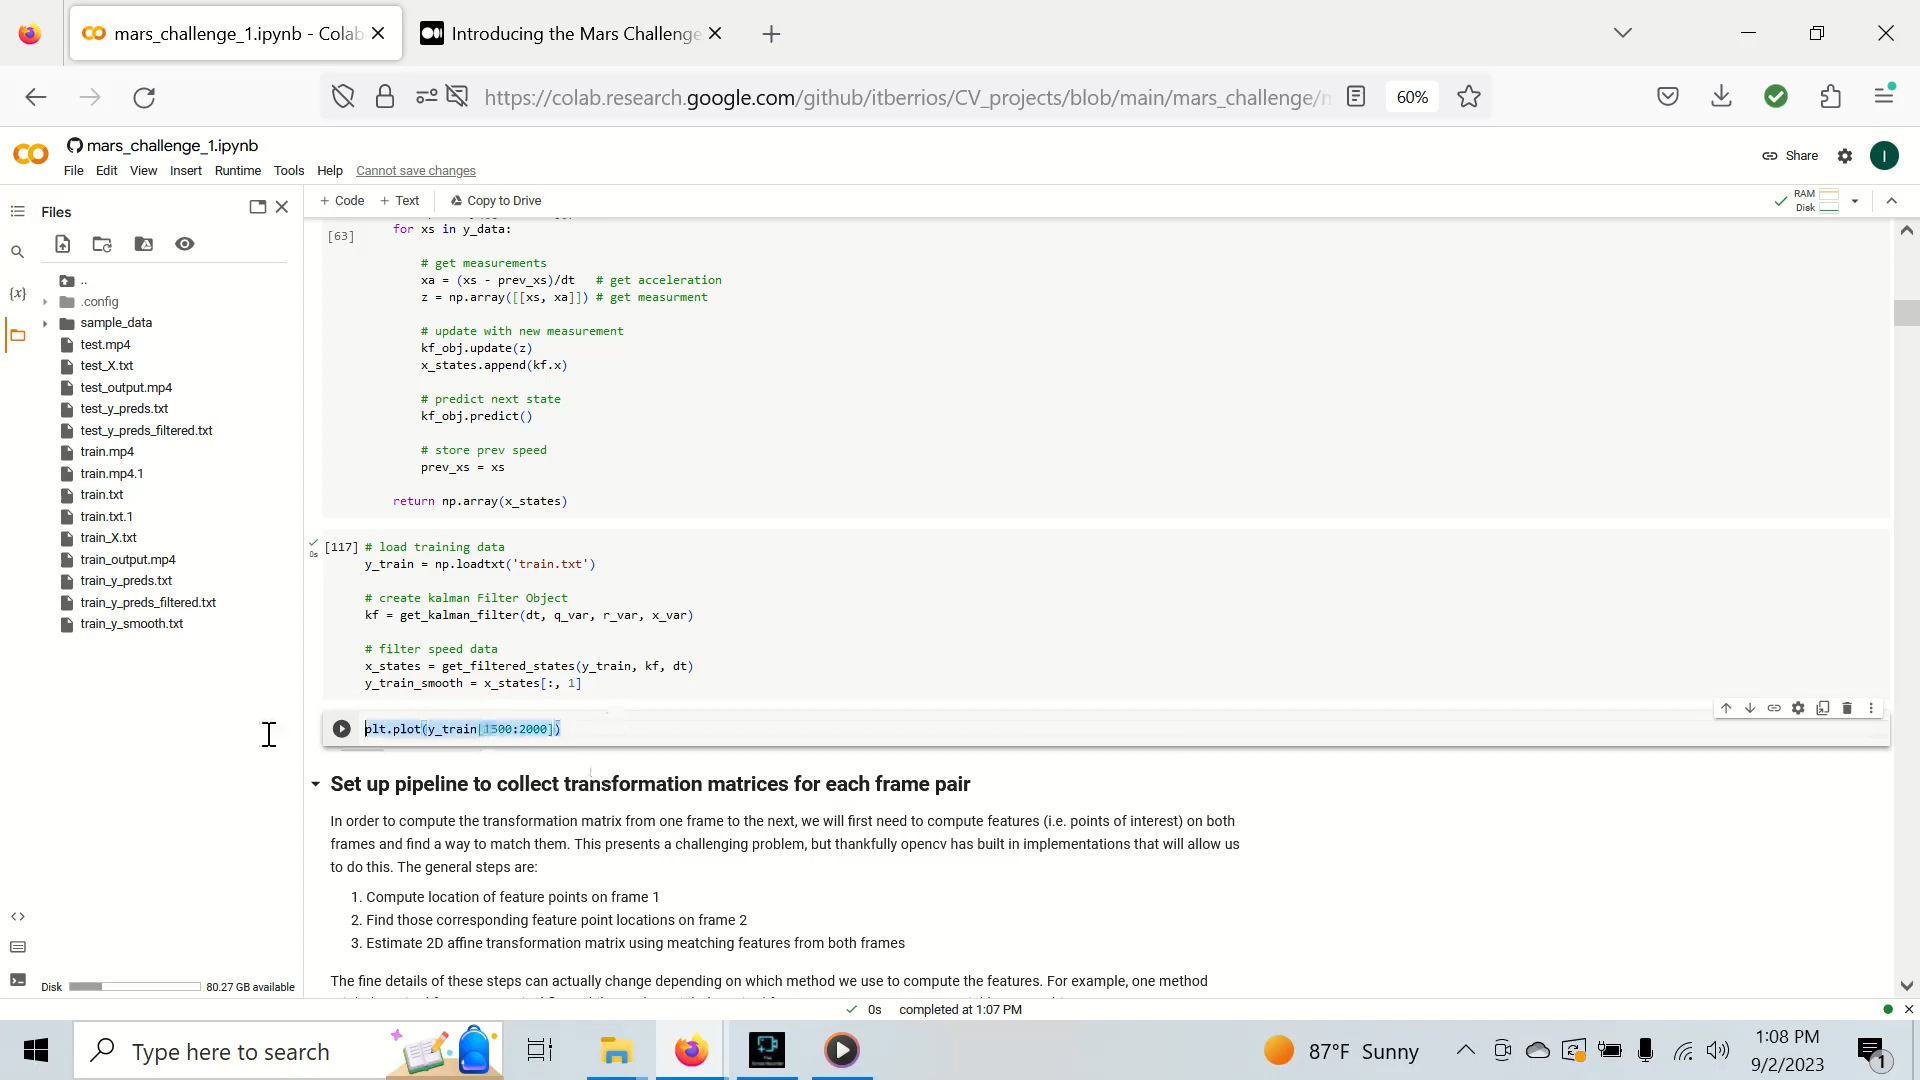 mars_challenge_1.ipynb - Colab
Introducing the Mars Challenge
https://colab.research.google.com/github/itberrios/CV_projects/blob/main/mars_challenge/
60%
mars_challenge_1.ipynb
File Edit View Insert Runtime Tools Help Cannot save changes
Share
I
Files
+ Code + Text Copy to Drive
RAM
Disk
..
.config
sample_data
test.mp4
test_X.txt
test_output.mp4
test_y_preds.txt
test_y_preds_filtered.txt
train.mp4
train.mp4.1
train.txt
train.txt.1
train_X.txt
train_output.mp4
train_y_preds.txt
train_y_preds_filtered.txt
train_y_smooth.txt
Disk 80.27 GB available
[63]
for xs in y_data:
# get measurements
xa = (xs - prev_xs)/dt # get acceleration
z = np.array([[xs, xa]]) # get measurment
# update with new measurement
kf_obj.update(z)
x_states.append(kf.x)
# predict next state
kf_obj.predict()
# store prev speed
prev_xs = xs
return np.array(x_states)
0s
[117] # load training data
y_train = np.loadtxt('train.txt')
# create kalman Filter Object
kf = get_kalman_filter(dt, q_var, r_var, x_var)
# filter speed data
x_states = get_filtered_states(y_train, kf, dt)
y_train_smooth = x_states[:, 1]
plt.plot(y_train[1500:2000])
Set up pipeline to collect transformation matrices for each frame pair
In order to compute the transformation matrix from one frame to the next, we will first need to compute features (i.e. points of interest) on both
frames and find a way to match them. This presents a challenging problem, but thankfully opencv has built in implementations that will allow us
to do this. The general steps are:
1. Compute location of feature points on frame 1
2. Find those corresponding feature point locations on frame 2
3. Estimate 2D affine transformation matrix using meatching features from both frames
The fine details of these steps can actually change depending on which method we use to compute the features. For example, one method
0s completed at 1:07 PM
Type here to search
87°F Sunny
1:08 PM
9/2/2023
1